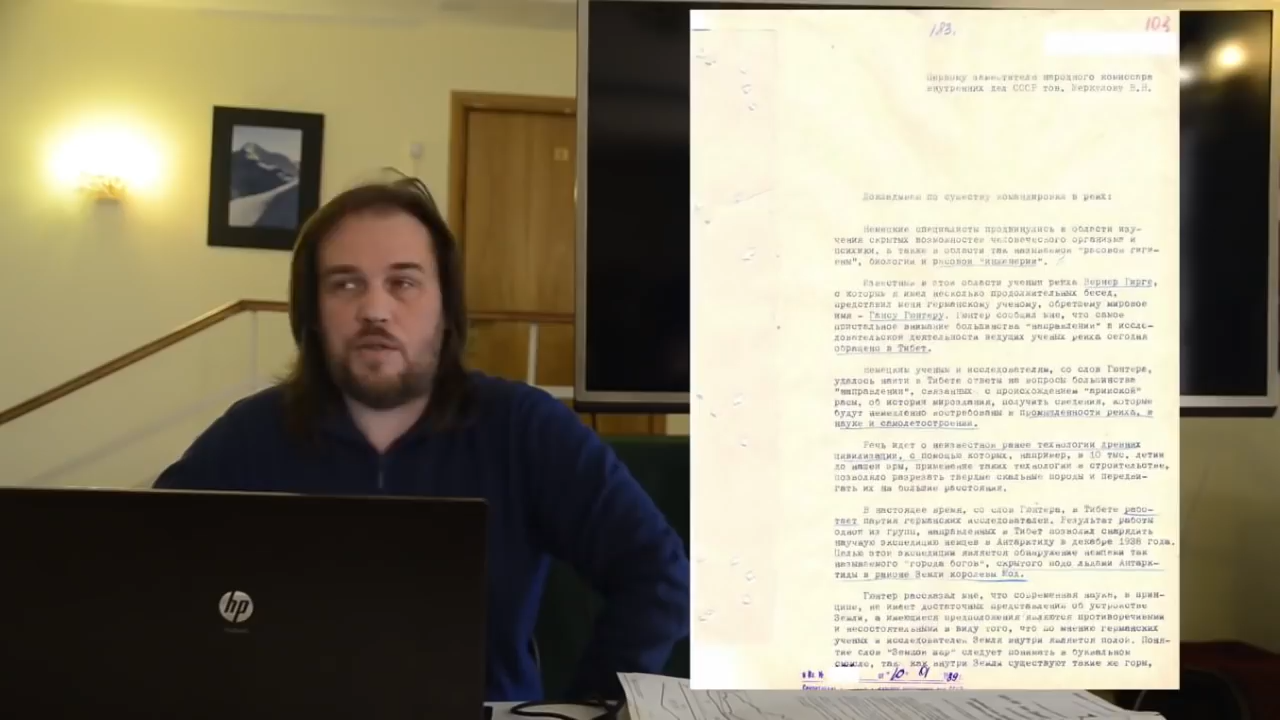 183.
103
Первому заместителю народного комиссара
внутренних дел СССР тов. Меркулову В.Н.
Докладываем по существу командировки в рейх:
Немецкие специалисты продвинулись в области изу-
чения скрытых возможностей человеческого организма и
психики, а также в области так называемой "расовой гиги-
ены", биологии и расовой "инженерии".
Известный в этой области ученый рейха Вернер Гирге,
с которым я имел несколько продолжительных бесед,
представил меня германскому ученому, обретшему мировое
имя - Гансу Гюнтеру. Гюнтер сообщил мне, что самое
пристальное внимание большинства "направлений" в иссле-
довательской деятельности ведущих ученых рейха сегодня
обращено в Тибет.
Немецким ученым и исследователям, со слов Гюнтера,
удалось найти в Тибете ответы на вопросы большинства
"направлений", связанных с происхождением "арийской"
расы, об истории мироздания, получить сведения, которые
будут немедленно востребованы в промышленности рейха, в
науке и самолетостроении.
Речь идет о неизвестной ранее технологии древних
цивилизаций, с помощью которых, например, в 10 тыс. летии
до нашей эры, применение таких технологий в строительстве,
позволяло разрезать твердые скальные породы и передви-
гать их на большие расстояния.
В настоящее время, со слов Гюнтера, в Тибете рабо-
тает партия германских исследователей. Результат работы
одной из групп, направленных в Тибет позволил снарядить
научную экспедицию немцев в Антарктиду в декабре 1938 года.
Целью этой экспедиции является обнаружение немцами так
называемого "города богов", скрытого подо льдами Антарк-
тиды в районе Земли королевы Мод.
Гюнтер рассказал мне, что современная наука, в прин-
ципе, не имеет достаточных представлений об устройстве
Земли, а имеющиеся предположения являются противоречивыми
и несостоятельными в виду того, что по мнению германских
ученых и исследователей Земля внутри является полой. Поня-
тие слов "Земной шар" следует понимать в буквальном
смысле, так как внутри Земли существуют такие же горы,
Вх №
hp